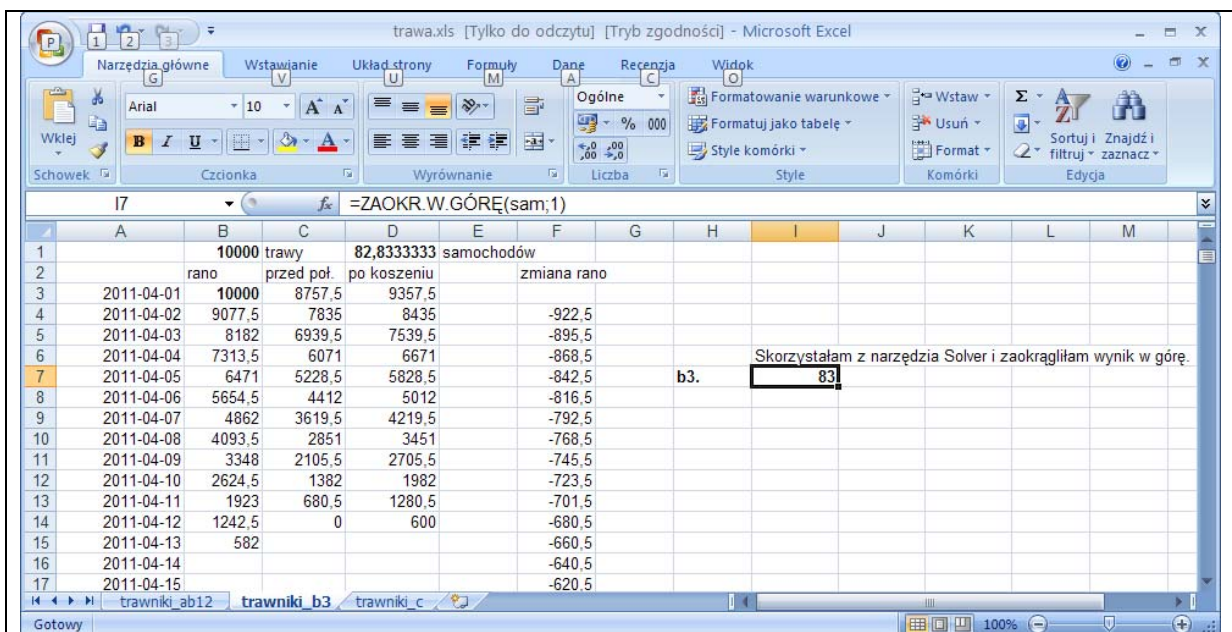 P 1 2 3 trawa.xls [Tylko do odczytu] [Tryb zgodności] - Microsoft Excel
Narzędzia główne Wstawianie Układ strony Formuły Dane Recenzja Widok
G V U M A C O
Wklej Arial 10 A A Ogólne Formatowanie warunkowe Wstaw Σ
B I U A % 000 Formatuj jako tabelę Usuń Sortuj i filtruj Znajdź i zaznacz
,0 ,00 ,00 ,0 Style komórki Format
Schowek Czcionka Wyrównanie Liczba Style Komórki Edycja
I7 fx =ZAOKR.W.GÓRĘ(sam;1)
A B C D E F G H I J K L M
1 10000 trawy 82,8333333 samochodów
2 rano przed poł. po koszeniu zmiana rano
3 2011-04-01 10000 8757,5 9357,5
4 2011-04-02 9077,5 7835 8435 -922,5
5 2011-04-03 8182 6939,5 7539,5 -895,5
6 2011-04-04 7313,5 6071 6671 -868,5 Skorzystałam z narzędzia Solver i zaokrągliłam wynik w górę.
7 2011-04-05 6471 5228,5 5828,5 -842,5 b3. 83
8 2011-04-06 5654,5 4412 5012 -816,5
9 2011-04-07 4862 3619,5 4219,5 -792,5
10 2011-04-08 4093,5 2851 3451 -768,5
11 2011-04-09 3348 2105,5 2705,5 -745,5
12 2011-04-10 2624,5 1382 1982 -723,5
13 2011-04-11 1923 680,5 1280,5 -701,5
14 2011-04-12 1242,5 0 600 -680,5
15 2011-04-13 582 -660,5
16 2011-04-14 -640,5
17 2011-04-15 -620,5
trawniki_ab12 trawniki_b3 trawniki_c
Gotowy 100%